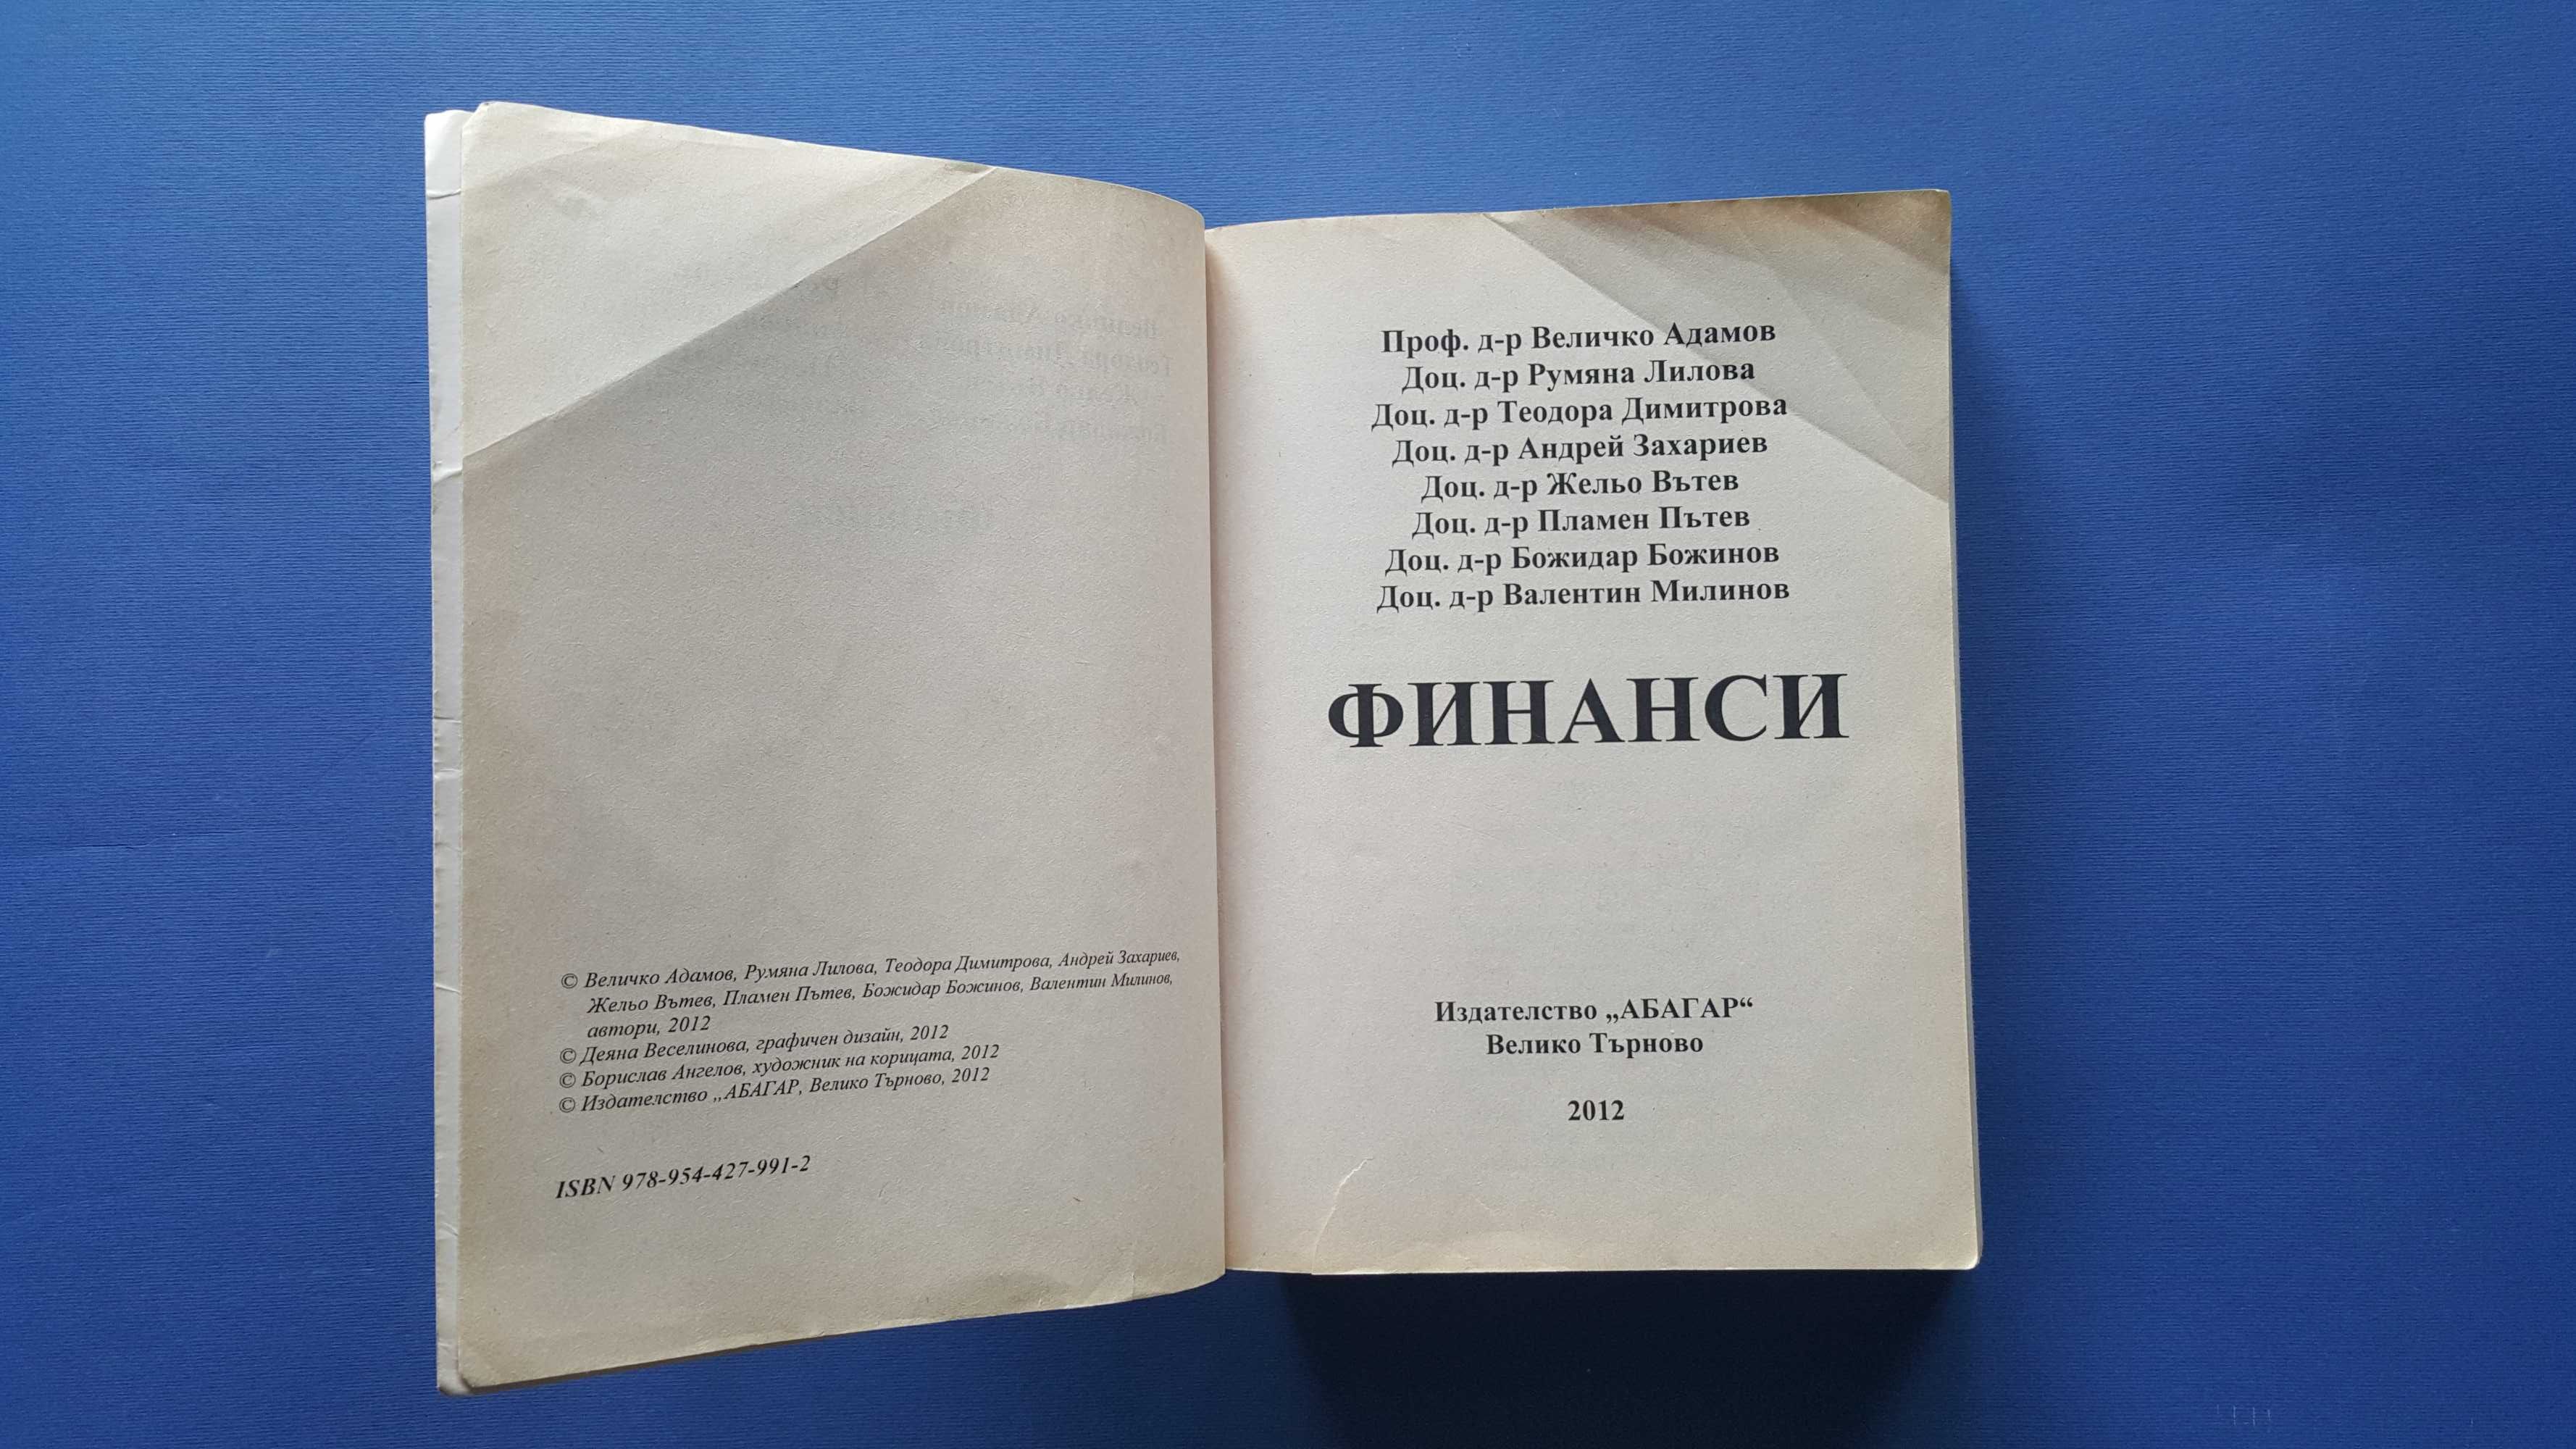 © Величко Адамов, Румяна Лилова, Теодора Димитрова, Андрей Захариев,
Жельо Вътев, Пламен Пътев, Божидар Божинов, Валентин Милинов,
автори, 2012
© Деяна Веселинова, графичен дизайн, 2012
© Борислав Ангелов, художник на корицата, 2012
© Издателство „АБАГАР, Велико Търново, 2012
ISBN 978-954-427-991-2
Проф. д-р Величко Адамов
Доц. д-р Румяна Лилова
Доц. д-р Теодора Димитрова
Доц. д-р Андрей Захариев
Доц. д-р Жельо Вътев
Доц. д-р Пламен Пътев
Доц. д-р Божидар Божинов
Доц. д-р Валентин Милинов
ФИНАНСИ
Издателство „АБАГАР“
Велико Търново
2012